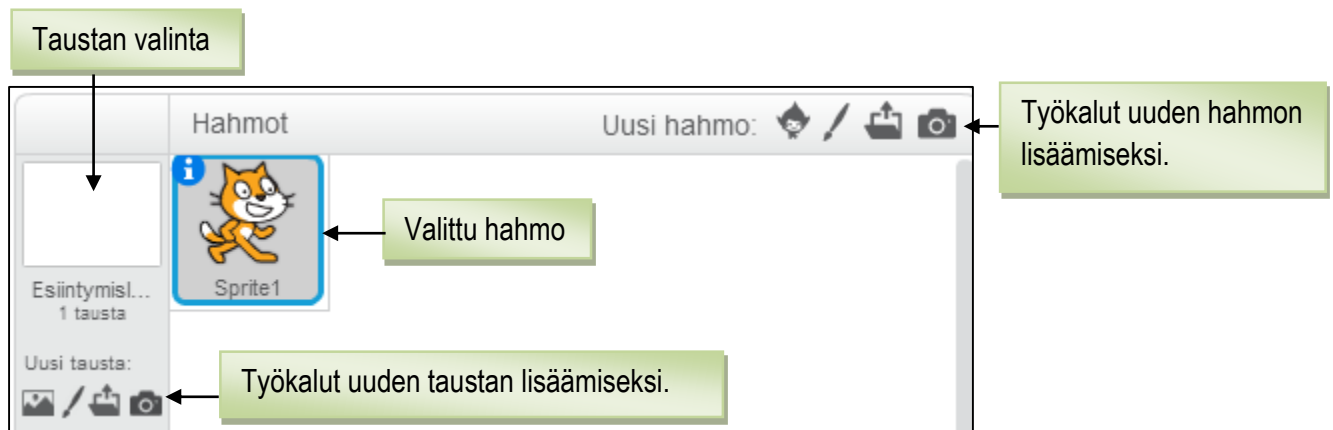 Taustan valinta
Hahmot
Uusi hahmo:
Työkalut uuden hahmon
lisäämiseksi.
Valittu hahmo
Sprite1
Esiintymisl...
1 tausta
Uusi tausta:
Työkalut uuden taustan lisäämiseksi.